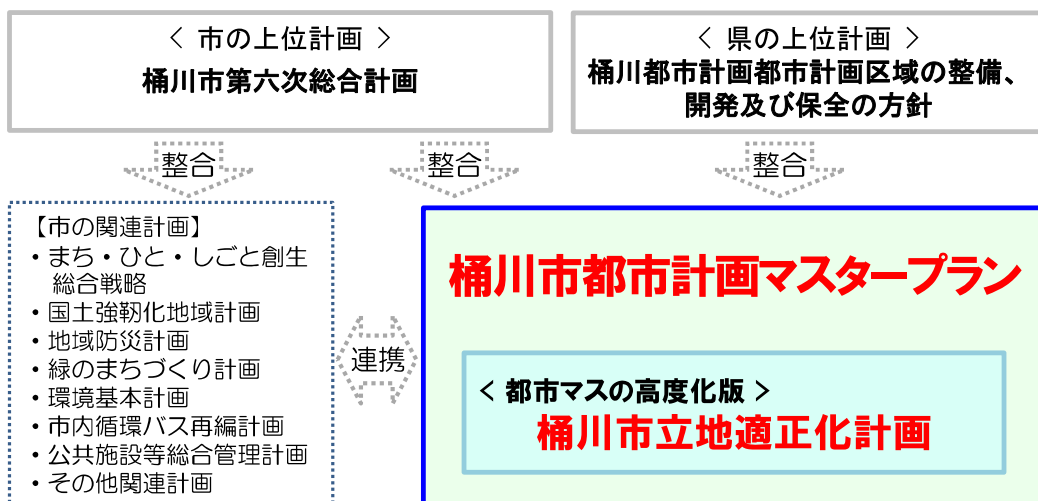 < 市の上位計画 >
桶川市第六次総合計画
< 県の上位計画 >
桶川都市計画都市計画区域の整備、
開発及び保全の方針
整合
整合
整合
【市の関連計画】
・まち・ひと・しごと創生
総合戦略
・国土強靭化地域計画
・地域防災計画
・緑のまちづくり計画
・環境基本計画
・市内循環バス再編計画
・公共施設等総合管理計画
・その他関連計画
連携
桶川市都市計画マスタープラン
< 都市マスの高度化版 >
桶川市立地適正化計画